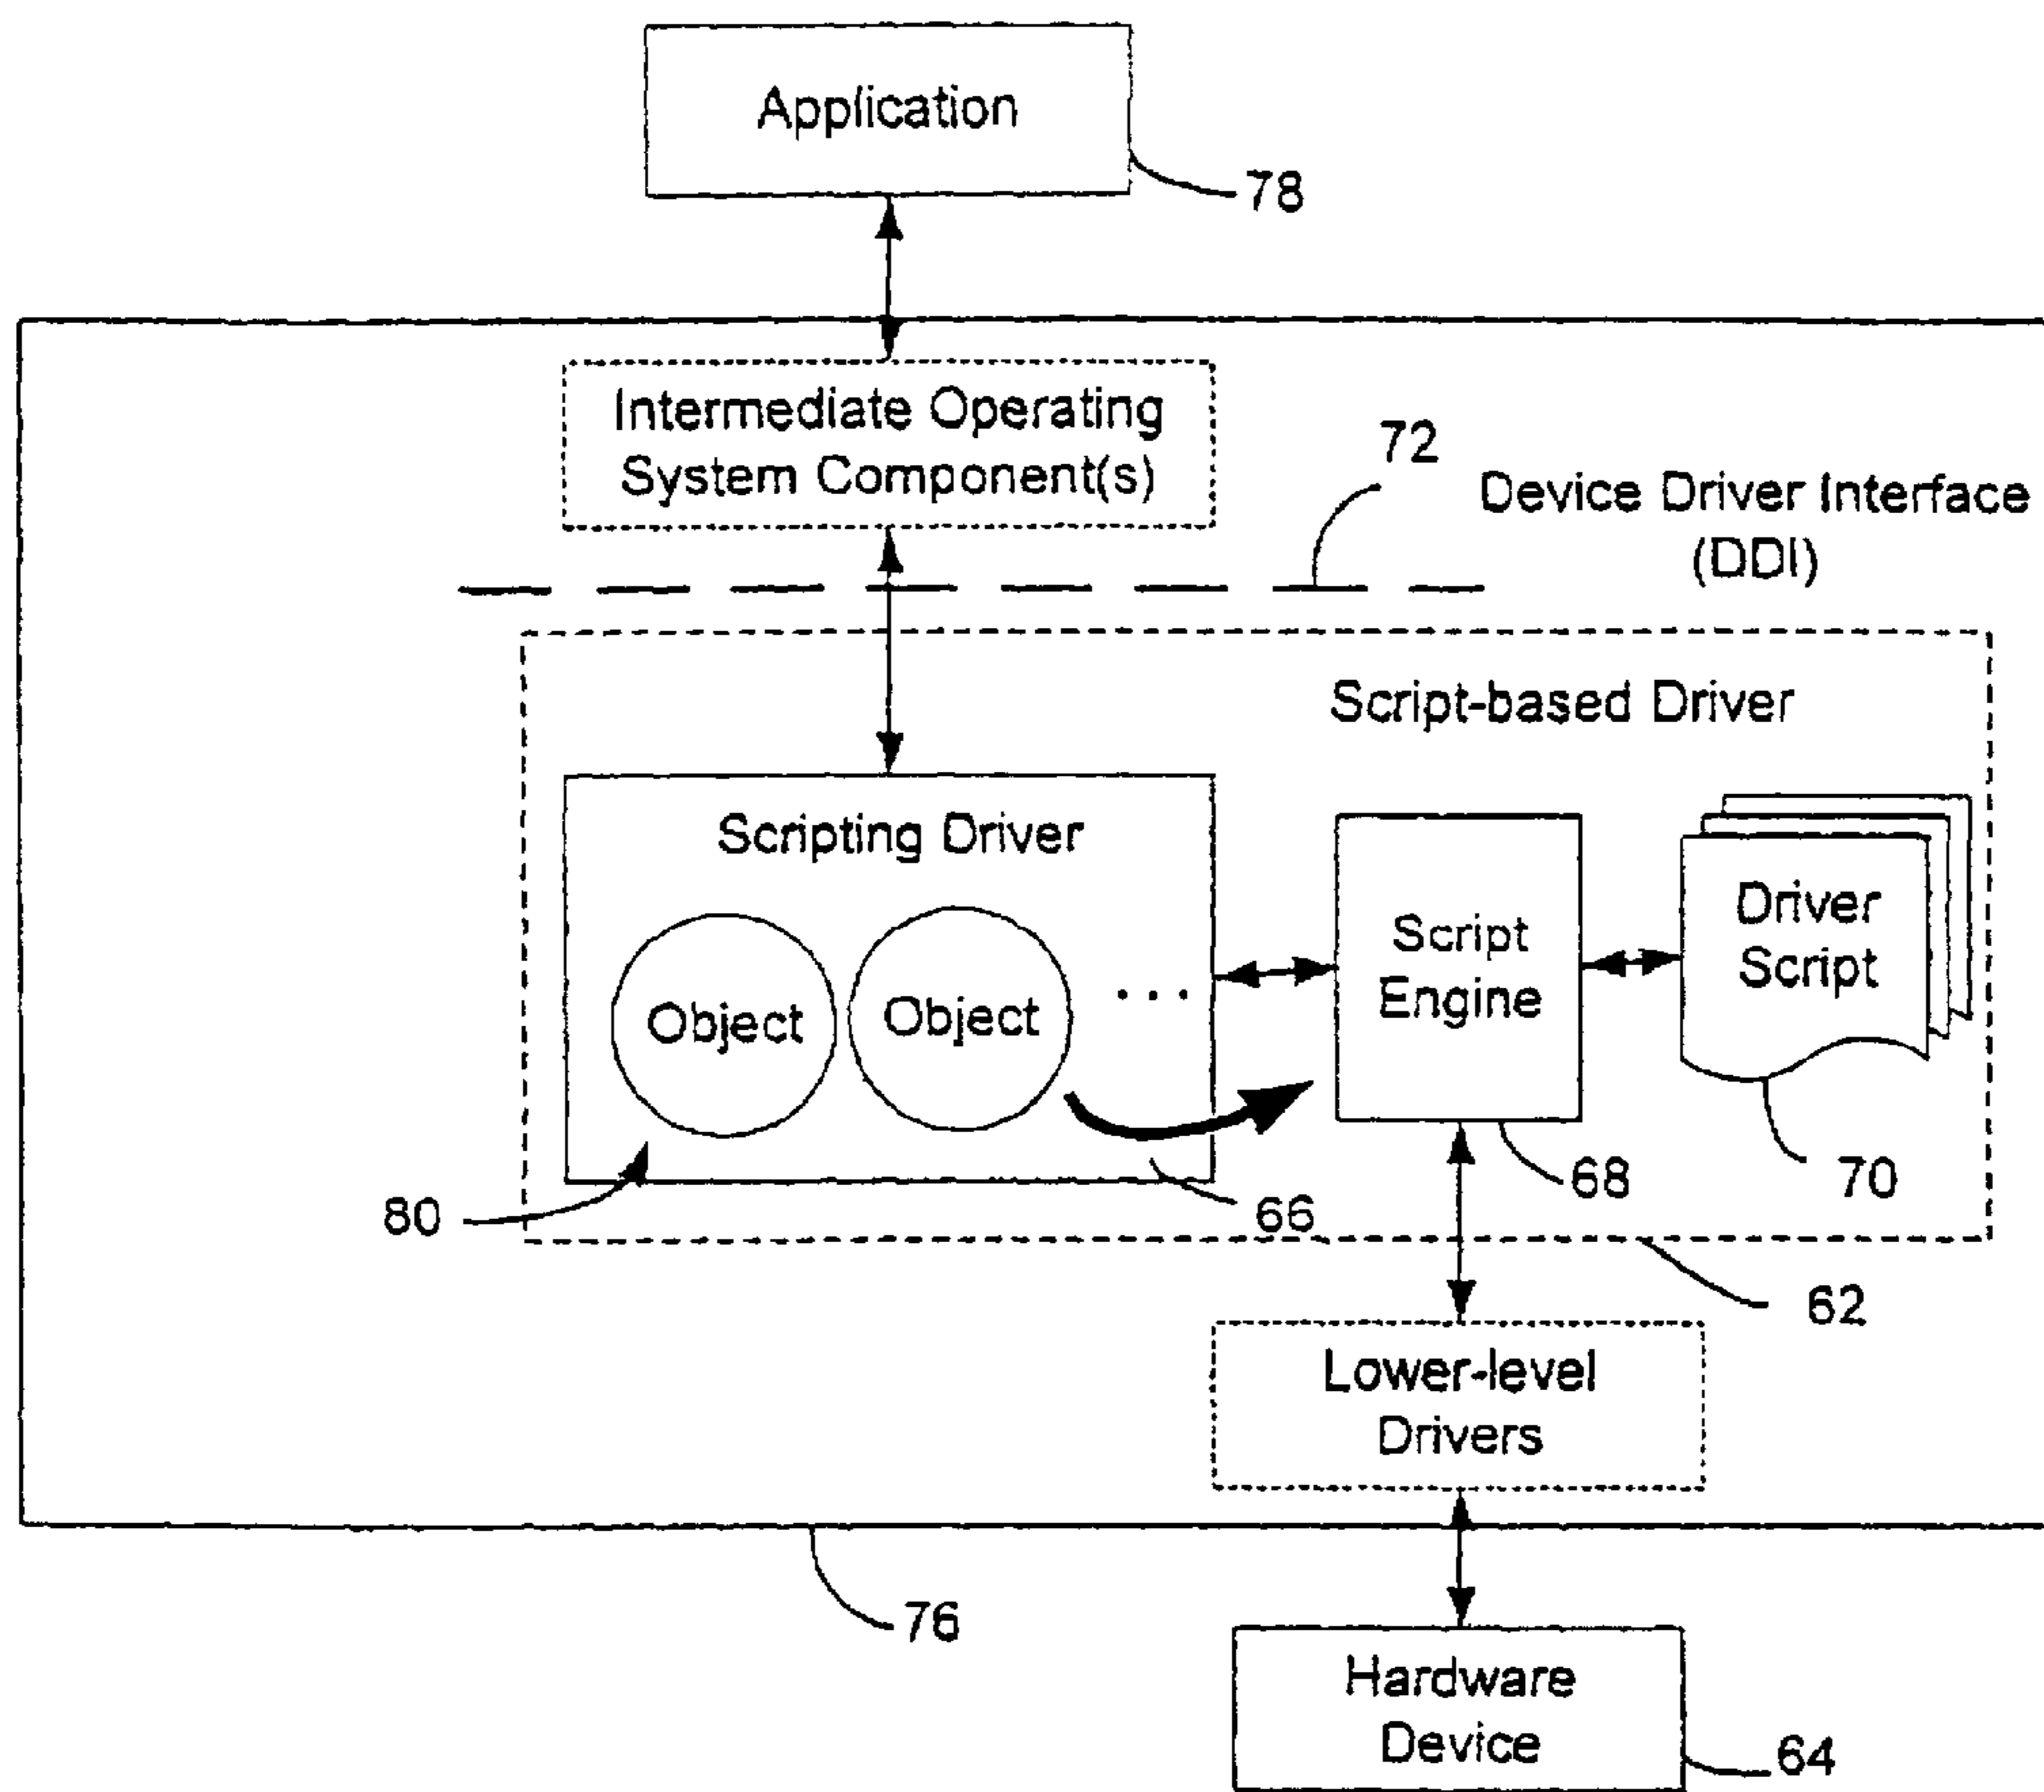 Application
78
Intermediate Operating
System Component(s)
72
Device Driver Interface
(DDI)
Script-based Driver
Scripting Driver
Object
Object
...
Script
Engine
Driver
Script
80
66
68
70
62
Lower-level
Drivers
76
Hardware
Device
64